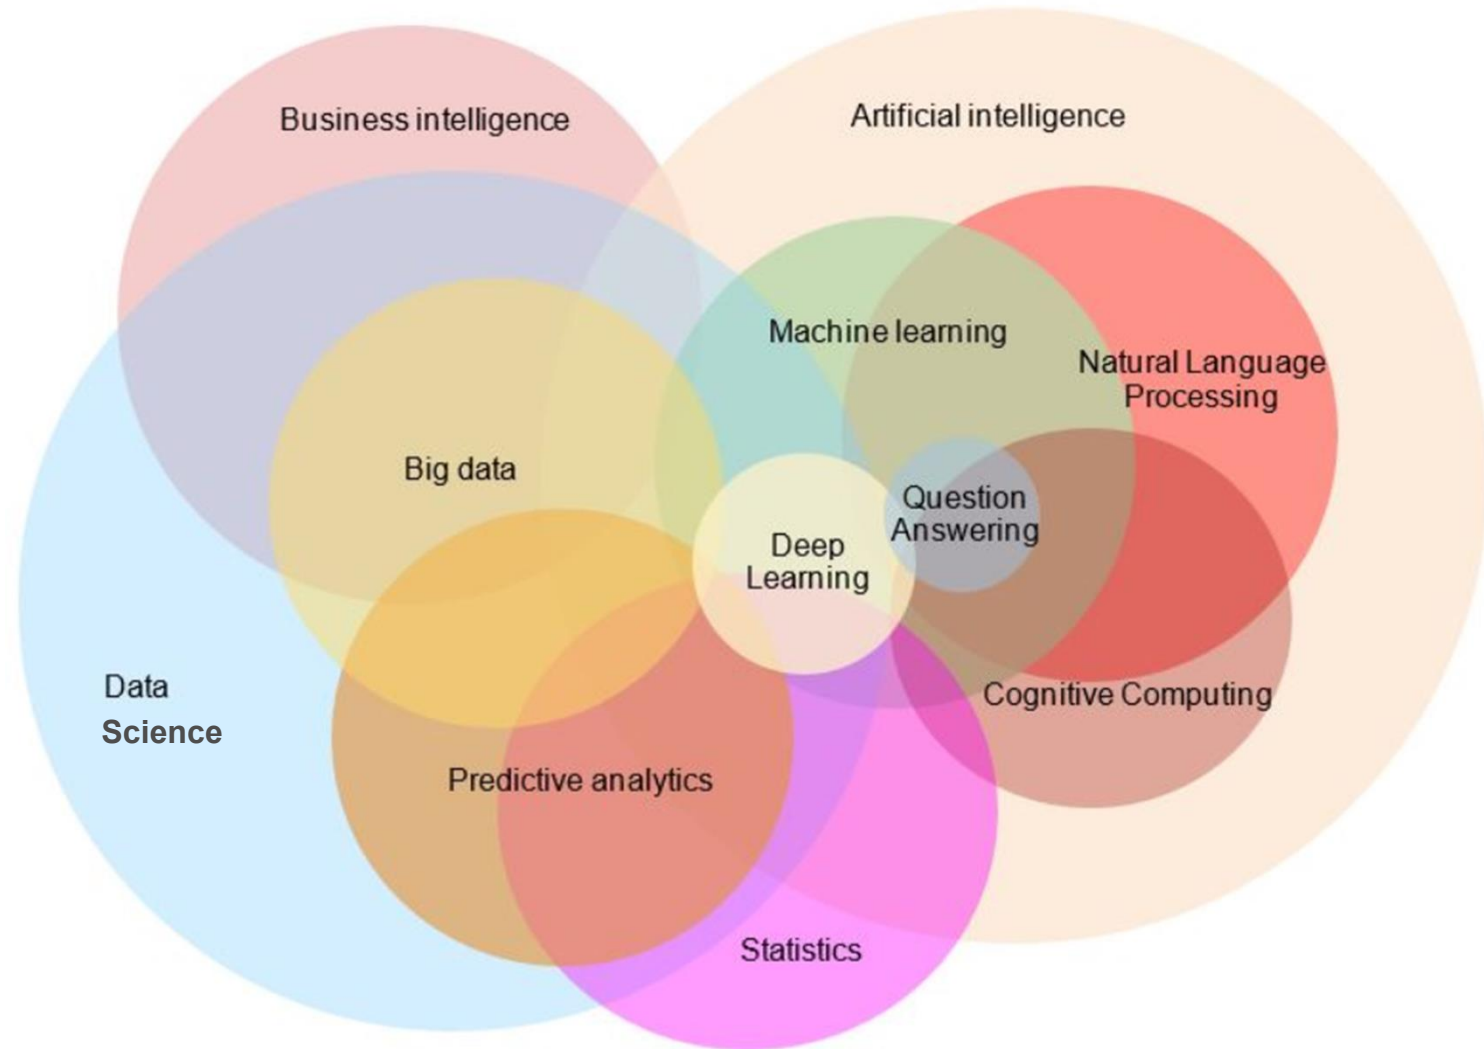 Business intelligence
Artificial intelligence
Machine learning
Natural Language
Processing
Big data
Question
Answering
Deep
Learning
Data
Science
Cognitive Computing
Predictive analytics
Statistics